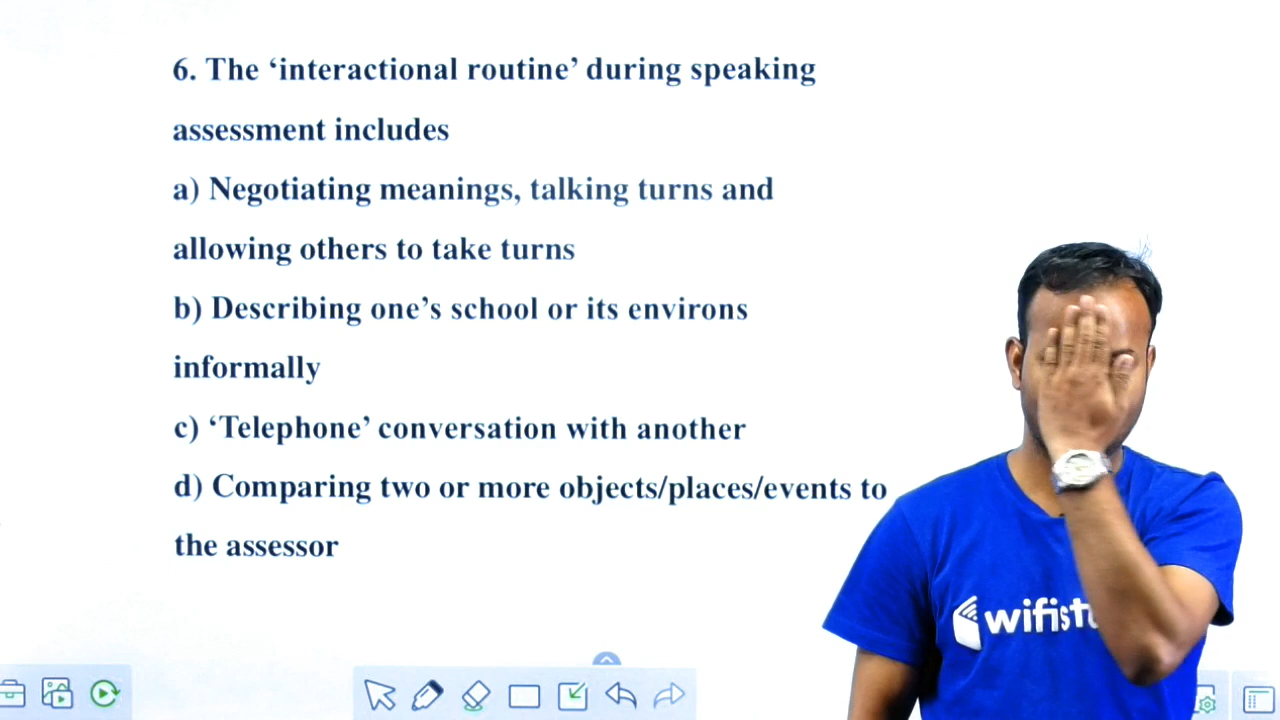 6. The ‘interactional routine’ during speaking
assessment includes
a) Negotiating meanings, talking turns and
allowing others to take turns
b) Describing one’s school or its environs
informally
c) ‘Telephone’ conversation with another
d) Comparing two or more objects/places/events to
the assessor